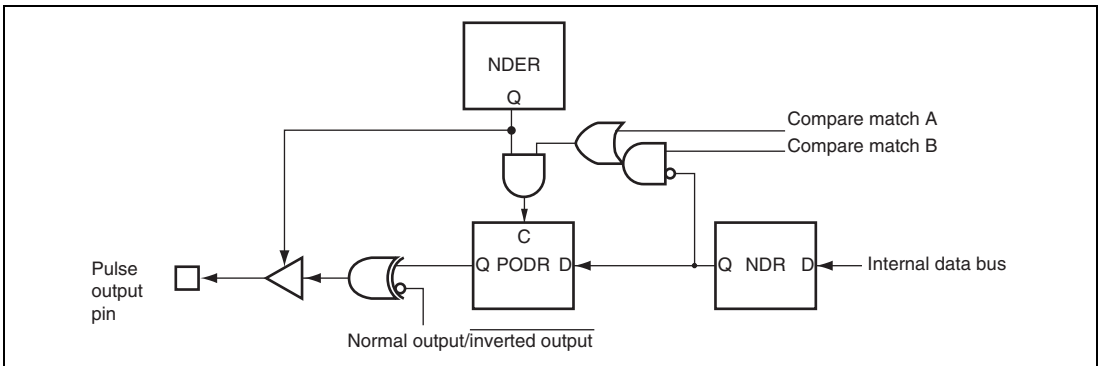 NDER
Q
Compare match A
Compare match B
C
Q PODR D
Q NDR D
Internal data bus
Pulse
output
pin
Normal output/inverted output